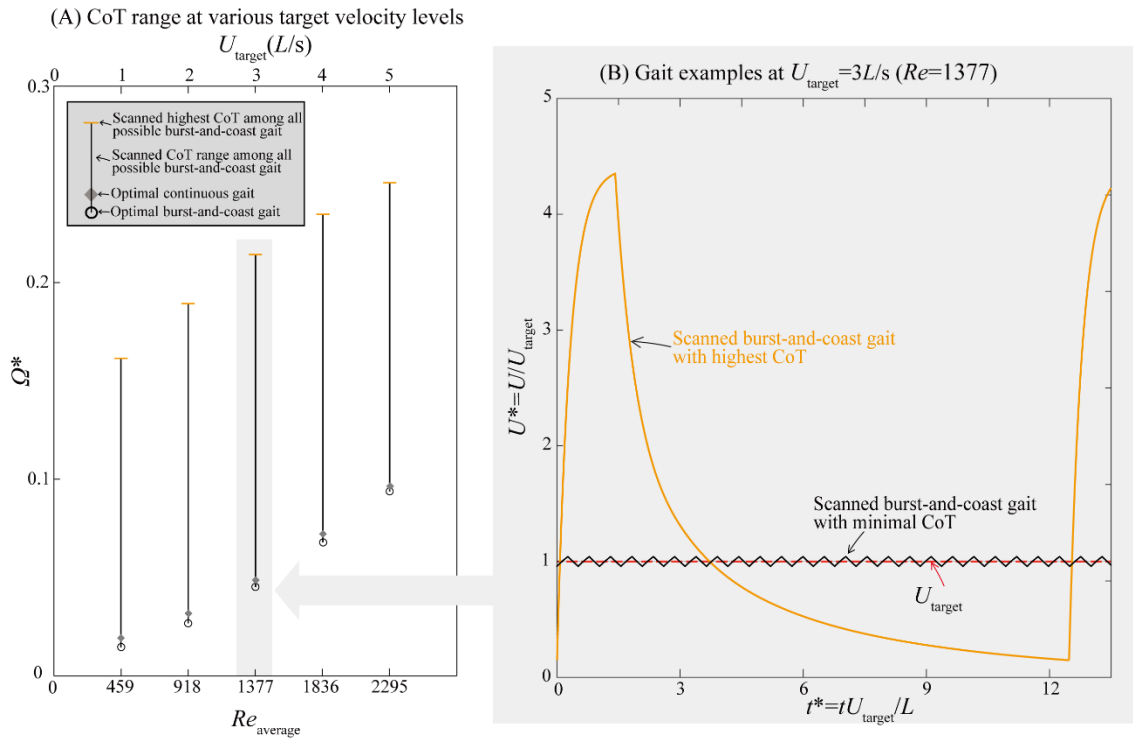 (A) CoT range at various target velocity levels
U_target(L/s)
0 1 2 3 4 5
0.3
0.2
0.1
0
Ω*
Scanned highest CoT among all
possible burst-and-coast gait
Scanned CoT range among all
possible burst-and-coast gait
Optimal continuous gait
Optimal burst-and-coast gait
0 459 918 1377 1836 2295
Re_average
(B) Gait examples at U_target=3L/s (Re=1377)
5
4
3
2
1
0
U*=U/U_target
Scanned burst-and-coast gait
with highest CoT
Scanned burst-and-coast gait
with minimal CoT
U_target
0 3 6 9 12
t*=tU_target/L